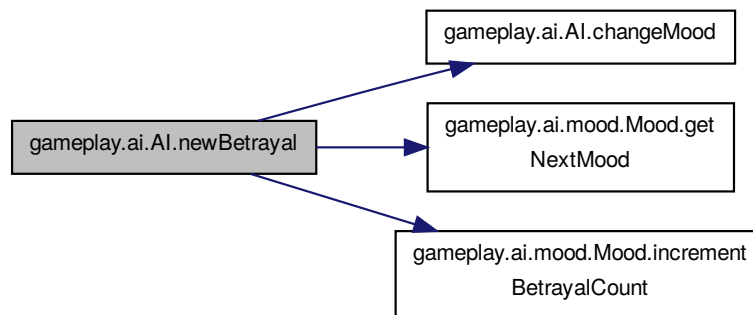 gameplay.ai.AI.changeMood
gameplay.ai.AI.newBetrayal
gameplay.ai.mood.Mood.get
NextMood
gameplay.ai.mood.Mood.increment
BetrayalCount